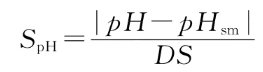 S_pH = | pH − pH_sm | / DS